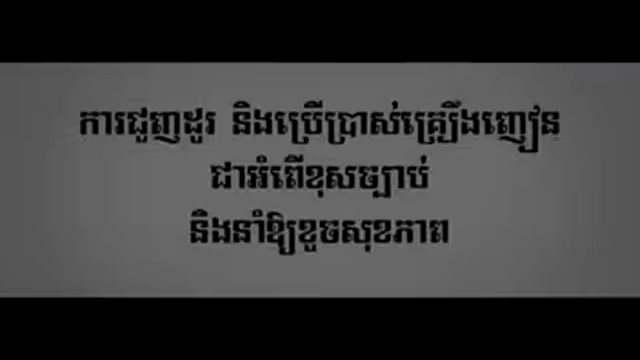 ការជួញដូរ និងប្រើប្រាស់គ្រឿងញៀន
ជាអំពើខុសច្បាប់
និងនាំឱ្យខូចសុខភាព